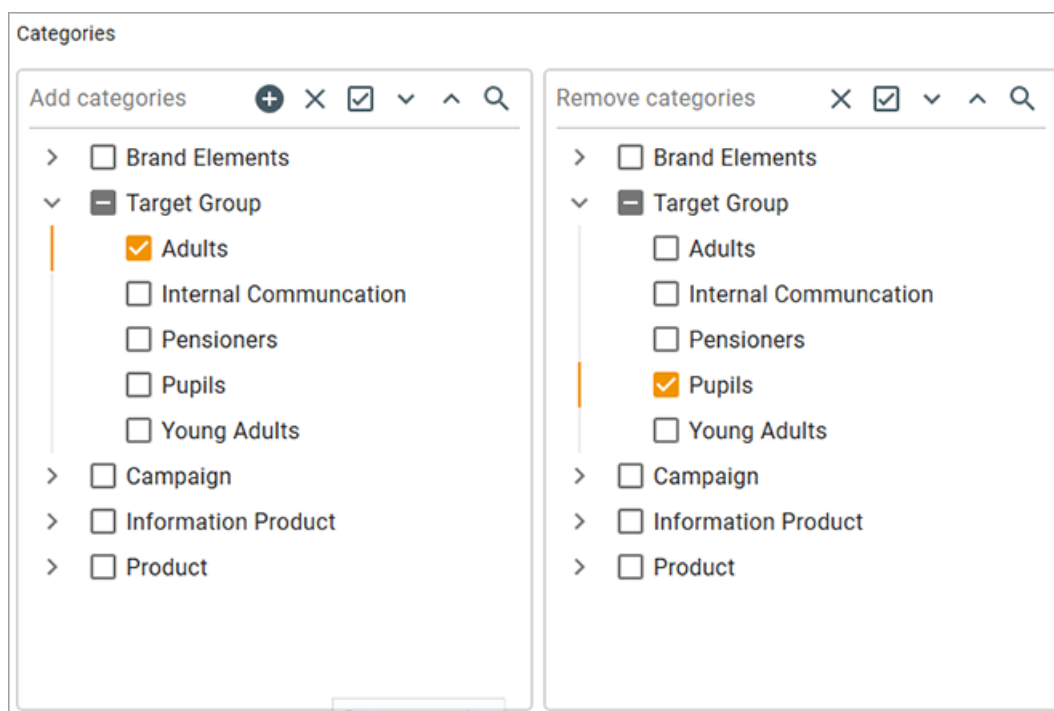 Categories
Add categories
Brand Elements
Target Group
Adults
Internal Communcation
Pensioners
Pupils
Young Adults
Campaign
Information Product
Product
Remove categories
Brand Elements
Target Group
Adults
Internal Communcation
Pensioners
Pupils
Young Adults
Campaign
Information Product
Product